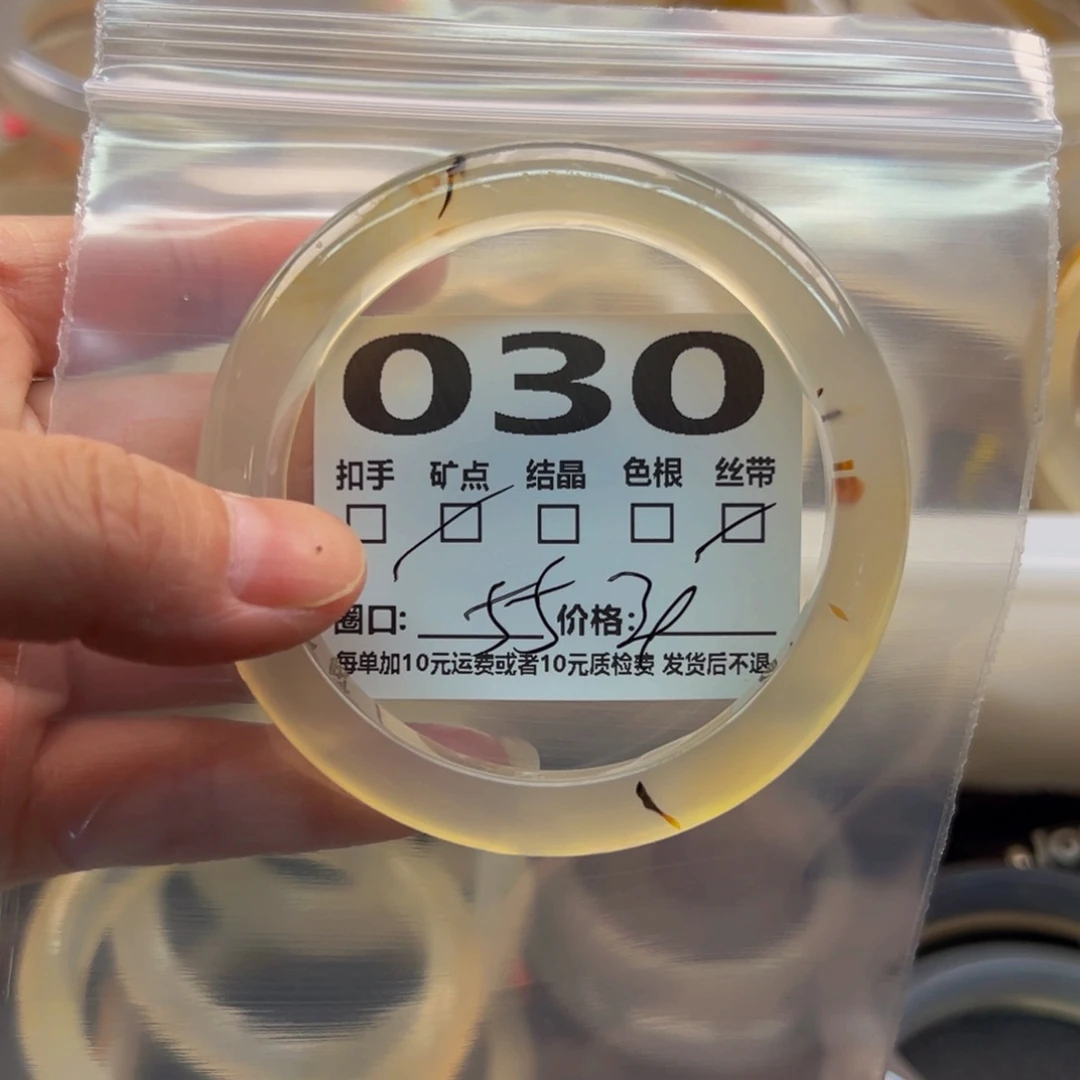 030
扣手 矿点 结晶 色根 丝带
圈口: 55 价格:
每单加10元运费或者10元质检费 发货后不退